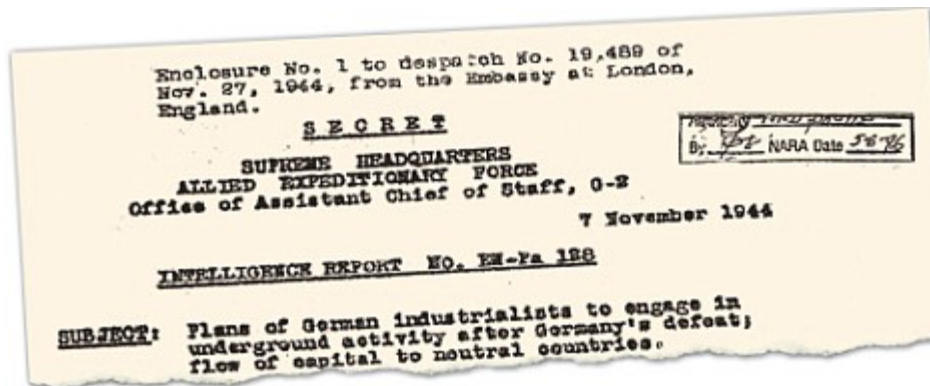 Enclosure No. 1 to despatch No. 19,489 of
Nov. 27, 1944, from the Embassy at London,
England.
SECRET
By NARA Date
SUPREME HEADQUARTERS
ALLIED EXPEDITIONARY FORCE
Office of Assistant Chief of Staff, G-2
7 November 1944
INTELLIGENCE REPORT NO. EW-Pa 128
SUBJECT: Plans of German industrialists to engage in
underground activity after Germany's defeat;
flow of capital to neutral countries.